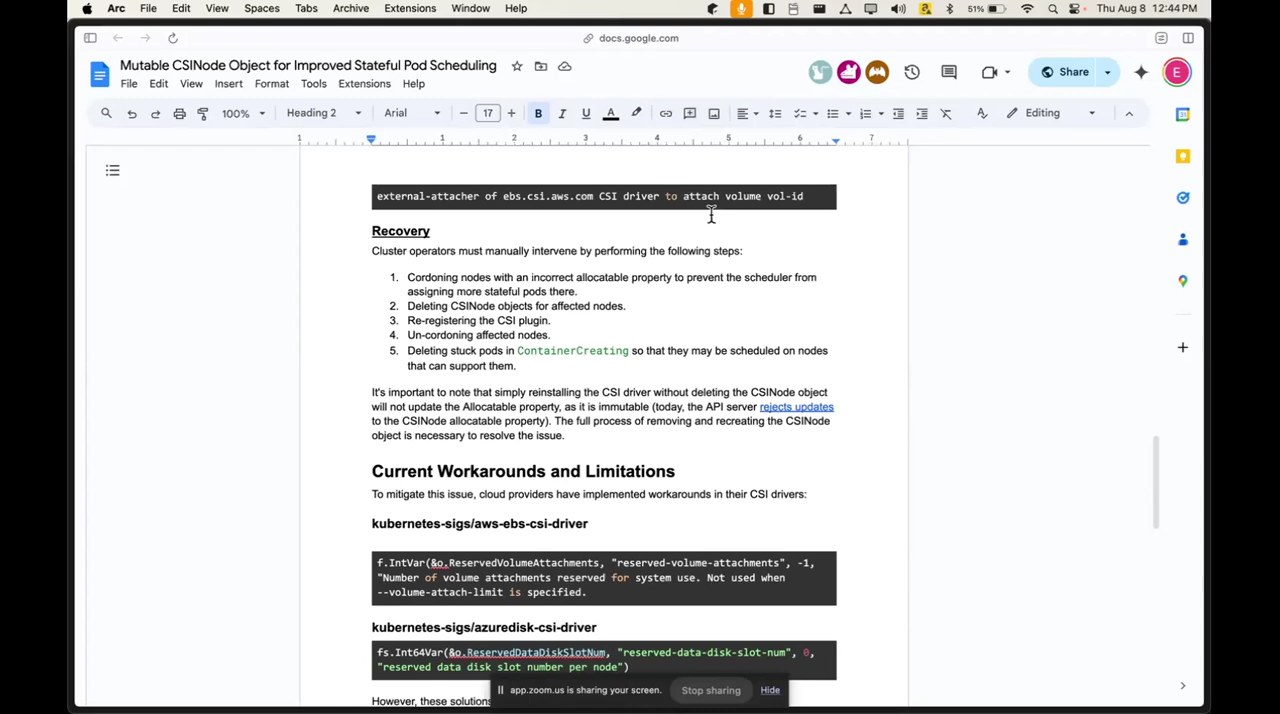 Arc File Edit View Spaces Tabs Archive Extensions Window Help 51% Thu Aug 8 12:44 PM
docs.google.com
Mutable CSINode Object for Improved Stateful Pod Scheduling
File Edit View Insert Format Tools Extensions Help
Share
E
100% Heading 2 Arial 17 B I U A Editing
1 1 2 3 4 5 6 7
external-attacher of ebs.csi.aws.com CSI driver to attach volume vol-id
Recovery
Cluster operators must manually intervene by performing the following steps:
1. Cordoning nodes with an incorrect allocatable property to prevent the scheduler from
assigning more stateful pods there.
2. Deleting CSINode objects for affected nodes.
3. Re-registering the CSI plugin.
4. Un-cordoning affected nodes.
5. Deleting stuck pods in ContainerCreating so that they may be scheduled on nodes
that can support them.
It's important to note that simply reinstalling the CSI driver without deleting the CSINode object
will not update the Allocatable property, as it is immutable (today, the API server rejects updates
to the CSINode allocatable property). The full process of removing and recreating the CSINode
object is necessary to resolve the issue.
Current Workarounds and Limitations
To mitigate this issue, cloud providers have implemented workarounds in their CSI drivers:
kubernetes-sigs/aws-ebs-csi-driver
f.IntVar(&o.ReservedVolumeAttachments, "reserved-volume-attachments", -1,
"Number of volume attachments reserved for system use. Not used when
--volume-attach-limit is specified.
kubernetes-sigs/azuredisk-csi-driver
fs.Int64Var(&o.ReservedDataDiskSlotNum, "reserved-data-disk-slot-num", 0,
"reserved data disk slot number per node")
However, these solutions
app.zoom.us is sharing your screen. Stop sharing Hide